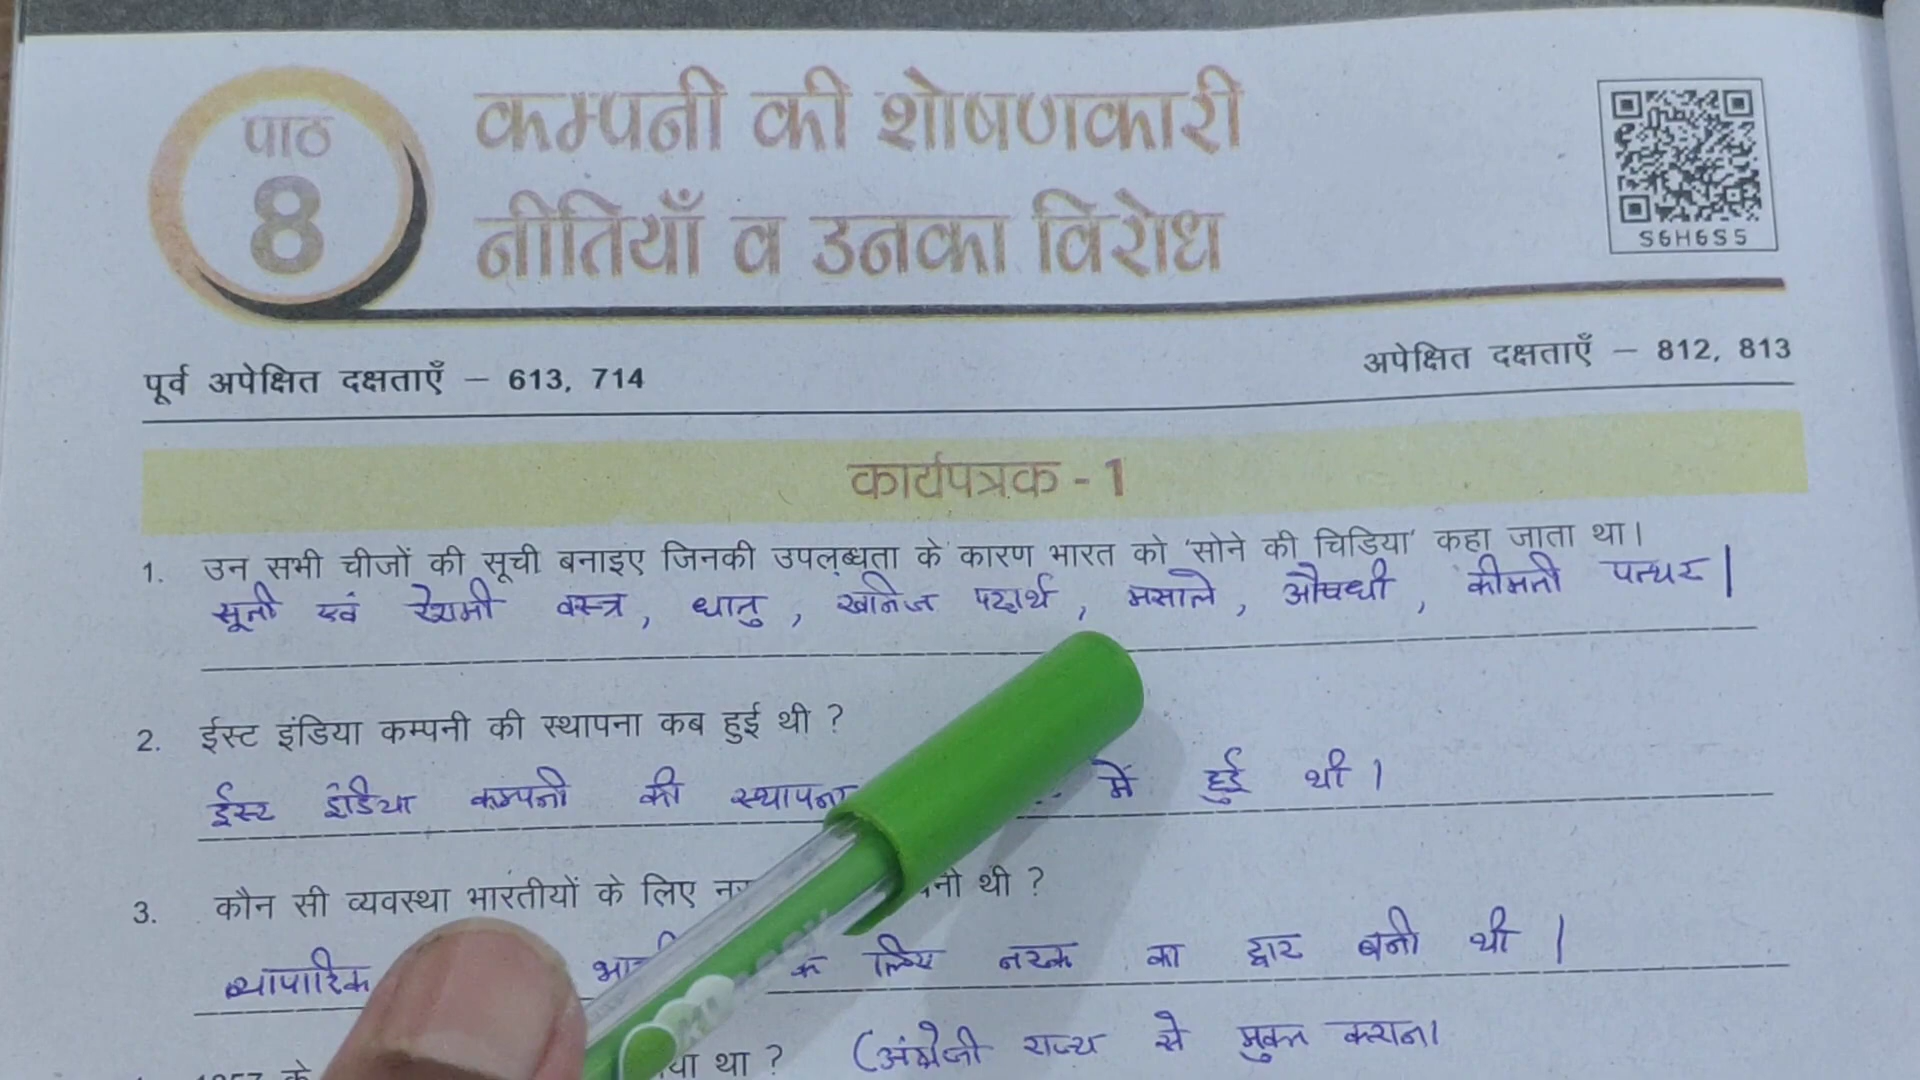 पाठ
8
कम्पनी की शोषणकारी
नीतियाँ व उनका विरोध
S6H6S5
पूर्व अपेक्षित दक्षताएँ – 613, 714
अपेक्षित दक्षताएँ – 812, 813
कार्यपत्रक - 1
1. उन सभी चीजों की सूची बनाइए जिनकी उपलब्धता के कारण भारत को 'सोने की चिडिया' कहा जाता था।
सूती एवं रेशमी वस्त्र, धातु, खनिज पदार्थ, मसाले, औषधी, कीमती पत्थर|
2. ईस्ट इंडिया कम्पनी की स्थापना कब हुई थी ?
ईस्ट इंडिया कम्पनी की स्थापना में हुई थी।
3. कौन सी व्यवस्था भारतीयों के लिए थी ?
व्यापारिक के लिए नरक का द्वार बनी थी |
1857 के था ? (अंग्रेजी राज्य से मुक्त कराना